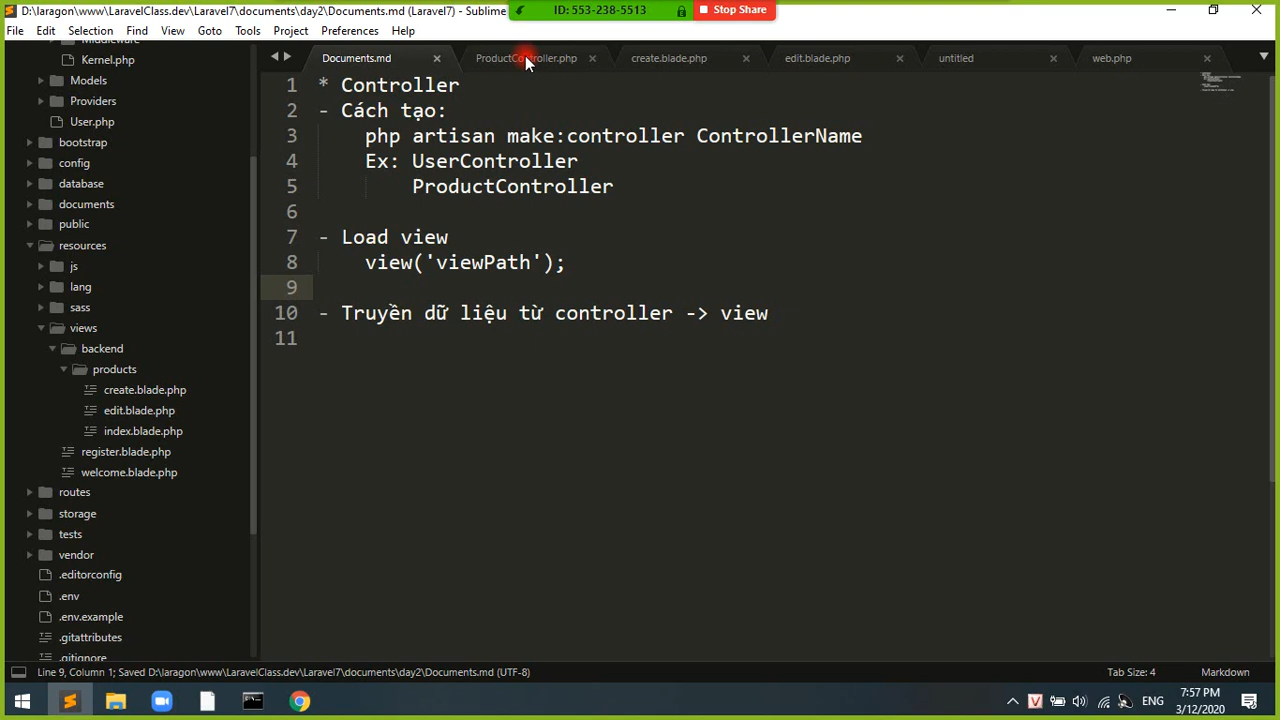 D:\laragon\www\LaravelClass.dev\Laravel7\documents\day2\Documents.md (Laravel7) - Sublime
ID: 553-238-5513
Stop Share
File Edit Selection Find View Goto Tools Project Preferences Help
Documents.md
create.blade.php
edit.blade.php
untitled
web.php
Kernel.php
Models
Providers
User.php
bootstrap
config
database
documents
public
resources
js
lang
sass
views
backend
products
create.blade.php
edit.blade.php
index.blade.php
register.blade.php
welcome.blade.php
routes
storage
tests
vendor
.editorconfig
.env
.env.example
.gitattributes
.gitignore
1 * Controller
2 - Cách tạo:
3 php artisan make:controller ControllerName
4 Ex: UserController
5 ProductController
6
7 - Load view
8 view('viewPath');
9
10 - Truyền dữ liệu từ controller -> view
11
Line 9, Column 1; Saved D:\laragon\www\LaravelClass.dev\Laravel7\documents\day2\Documents.md (UTF-8)
Tab Size: 4
Markdown
ENG
7:57 PM
3/12/2020